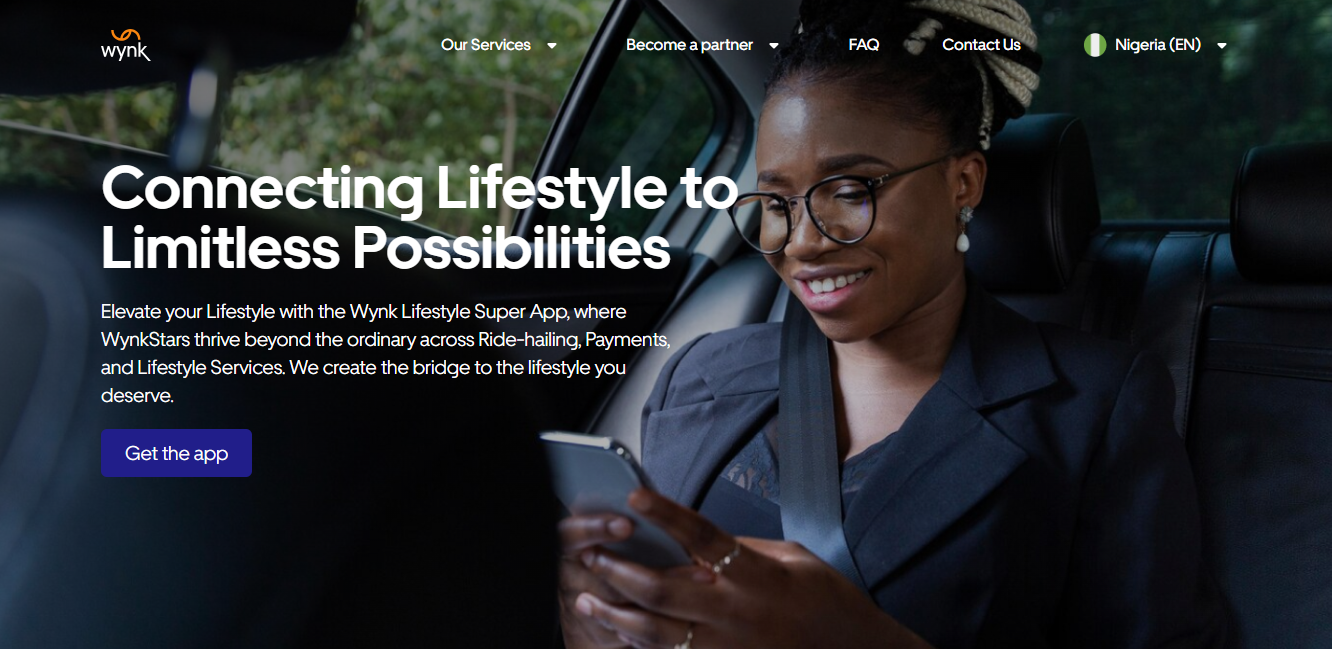 wynk
Our Services
Become a partner
FAQ
Contact Us
Nigeria (EN)
Connecting Lifestyle to
Limitless Possibilities
Elevate your Lifestyle with the Wynk Lifestyle Super App, where
WynkStars thrive beyond the ordinary across Ride-hailing, Payments,
and Lifestyle Services. We create the bridge to the lifestyle you
deserve.
Get the app